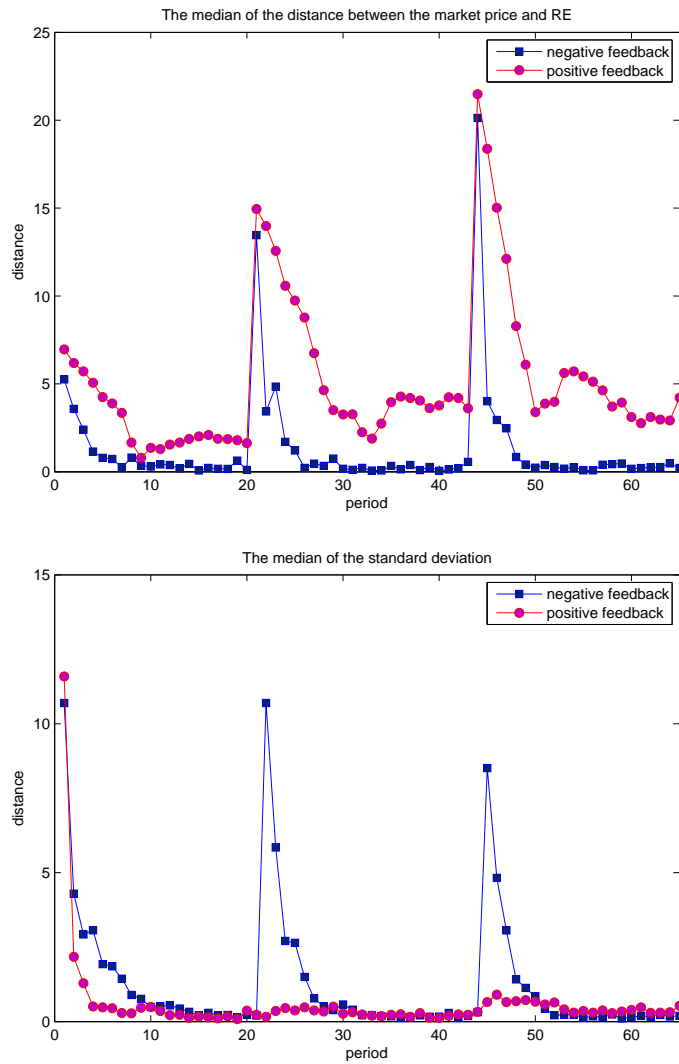 The median of the distance between the market price and RE
25
20
15
10
5
0
distance
negative feedback
positive feedback
0 10 20 30 40 50 60
period
The median of the standard deviation
15
10
5
0
distance
negative feedback
positive feedback
0 10 20 30 40 50 60
period